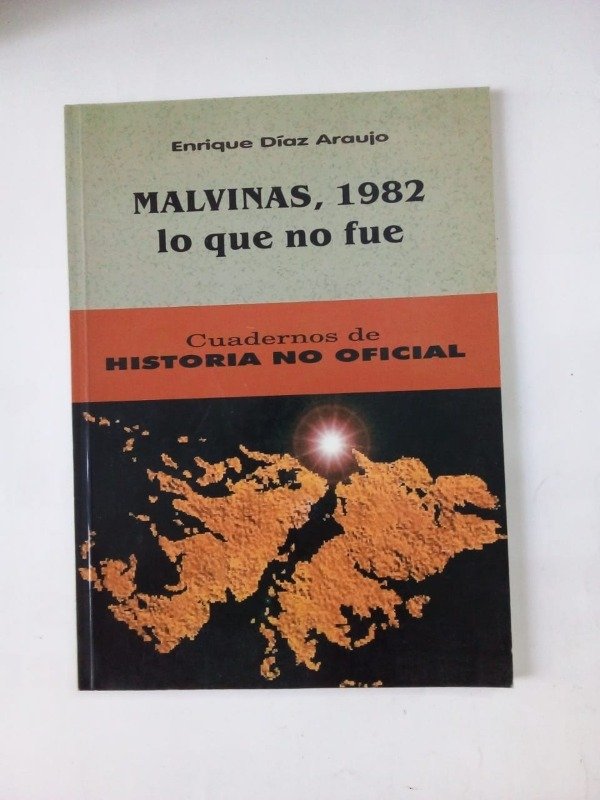 Enrique Díaz Araujo
MALVINAS, 1982
lo que no fue
Cuadernos de
HISTORIA NO OFICIAL